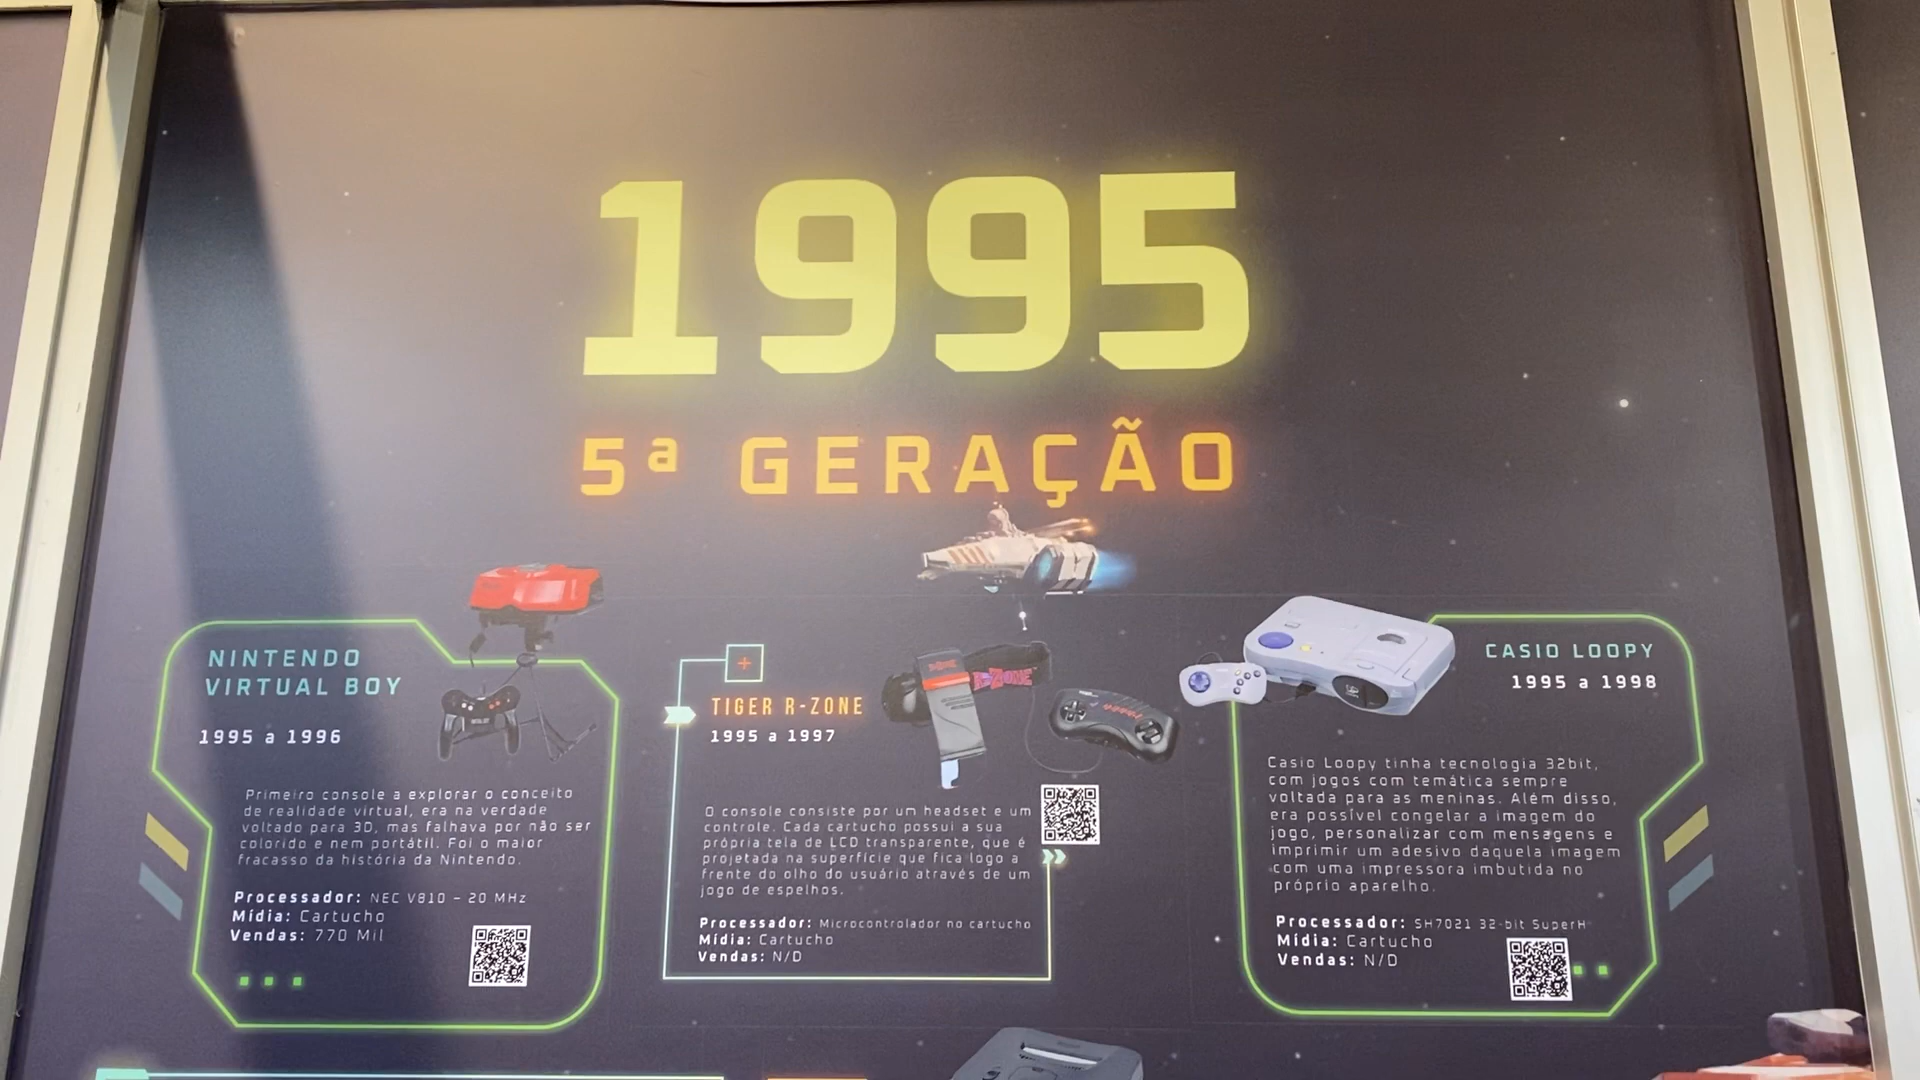 1995
5ª GERAÇÃO
NINTENDO
VIRTUAL BOY
1995 a 1996
Primeiro console a explorar o conceito
de realidade virtual, era na verdade
voltado para 3D, mas falhava por não ser
colorido e nem portátil. Foi o maior
fracasso da história da Nintendo.
Processador: NEC V810 - 20 MHz
Mídia: Cartucho
Vendas: 770 Mil
TIGER R-ZONE
1995 a 1997
R-ZONE
O console consiste por um headset e um
controle. Cada cartucho possui a sua
própria tela de LCD transparente, que é
projetada na superfície que fica logo a
frente do olho do usuário através de um
jogo de espelhos.
Processador: Microcontrolador no cartucho
Mídia: Cartucho
Vendas: N/D
CASIO LOOPY
1995 a 1998
Casio Loopy tinha tecnologia 32bit,
com jogos com temática sempre
voltada para as meninas. Além disso,
era possível congelar a imagem do
jogo, personalizar com mensagens e
imprimir um adesivo daquela imagem
com uma impressora imbutida no
próprio aparelho.
Processador: SH7021 32-bit SuperH
Mídia: Cartucho
Vendas: N/D